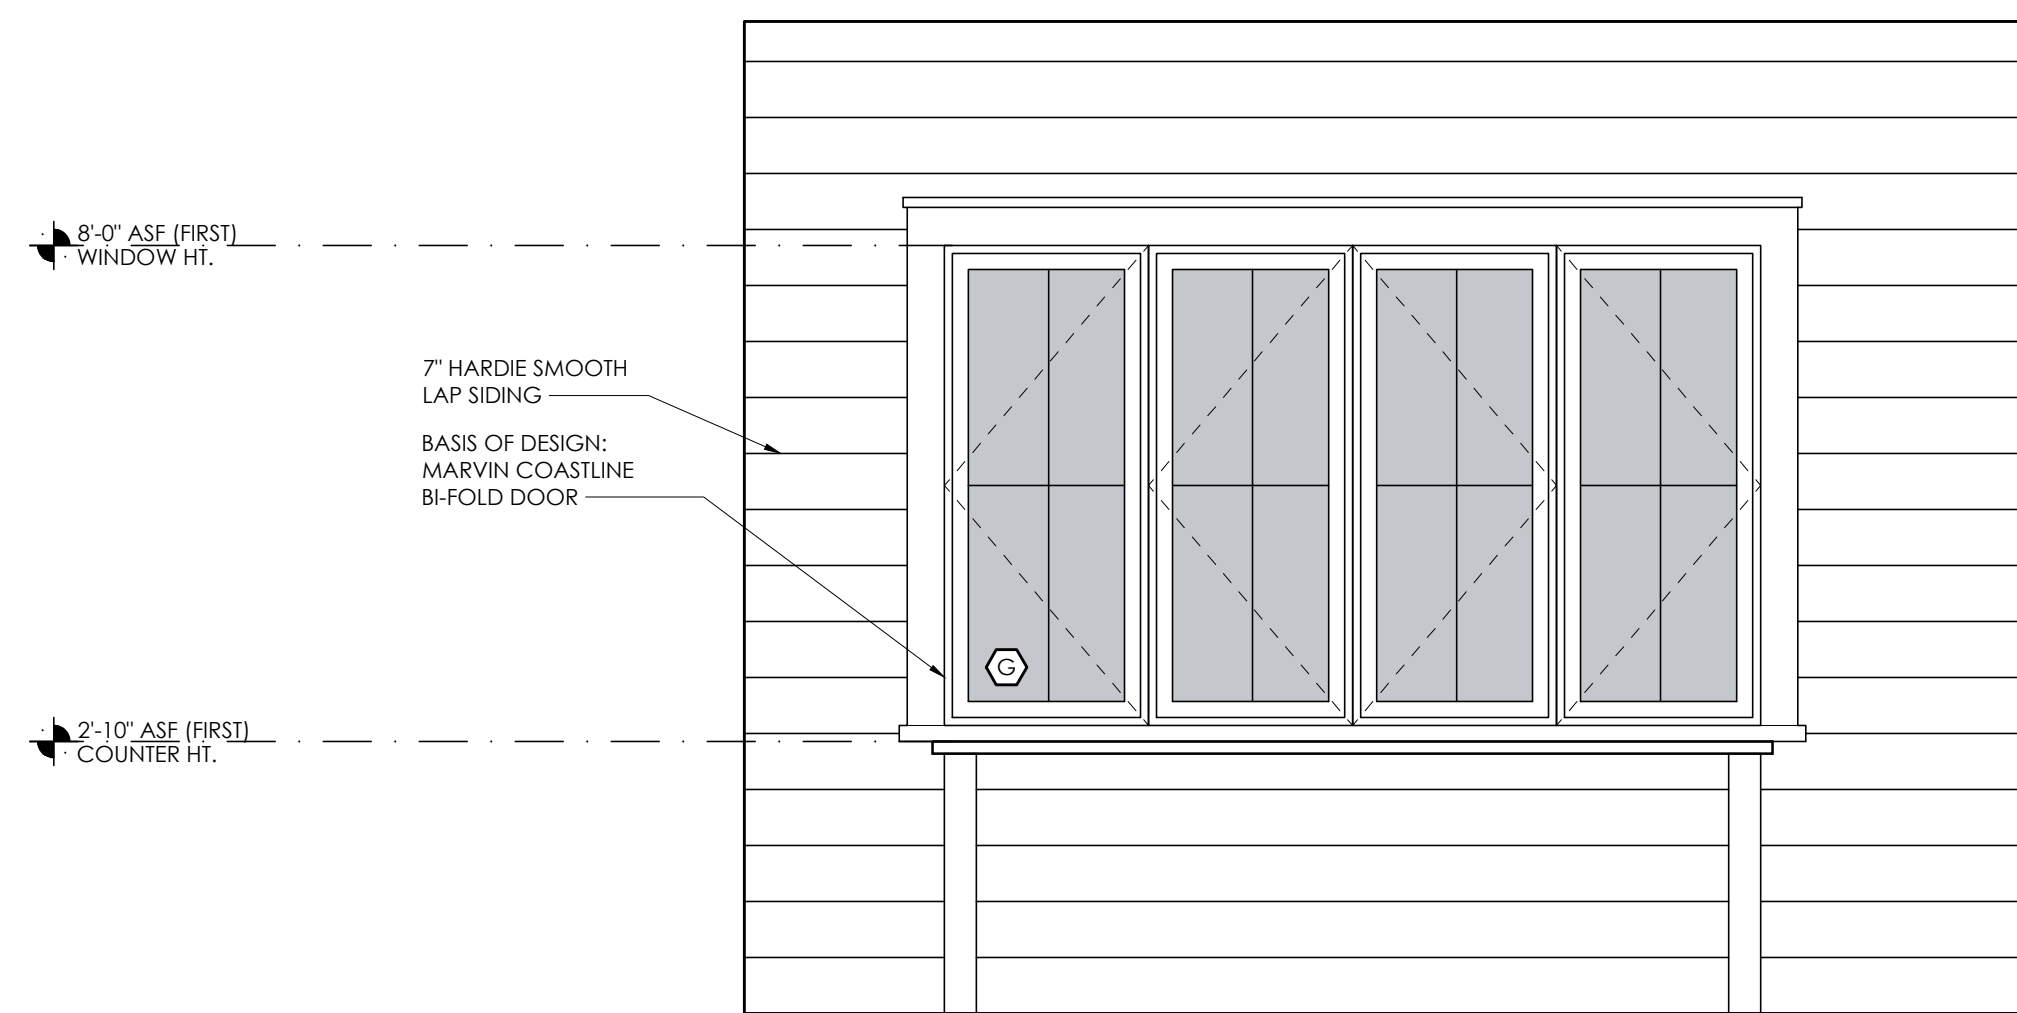 8'-0" ASF (FIRST)
WINDOW HT.
7" HARDIE SMOOTH
LAP SIDING
BASIS OF DESIGN:
MARVIN COASTLINE
BI-FOLD DOOR
G
2'-10" ASF (FIRST)
COUNTER HT.